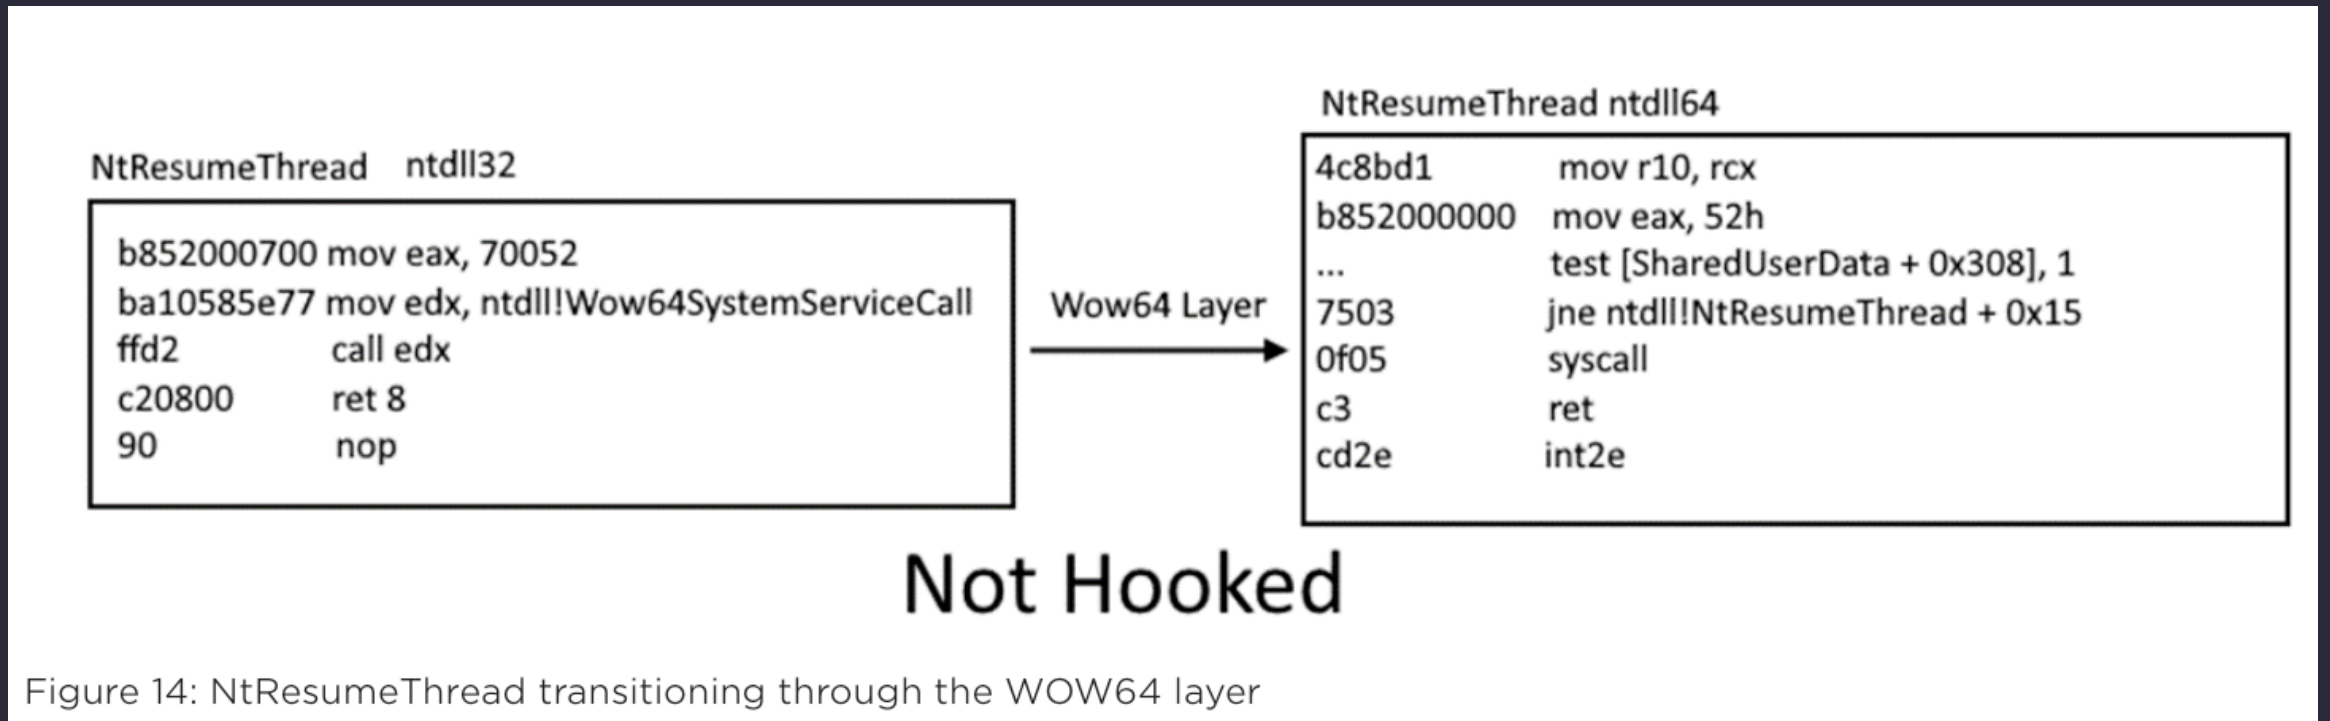 NtResumeThread ntdll32
b852000700 mov eax, 70052
ba10585e77 mov edx, ntdll!Wow64SystemServiceCall
ffd2 call edx
c20800 ret 8
90 nop
Wow64 Layer
NtResumeThread ntdll64
4c8bd1 mov r10, rcx
b852000000 mov eax, 52h
... test [SharedUserData + 0x308], 1
7503 jne ntdll!NtResumeThread + 0x15
0f05 syscall
c3 ret
cd2e int2e
Not Hooked
Figure 14: NtResumeThread transitioning through the WOW64 layer